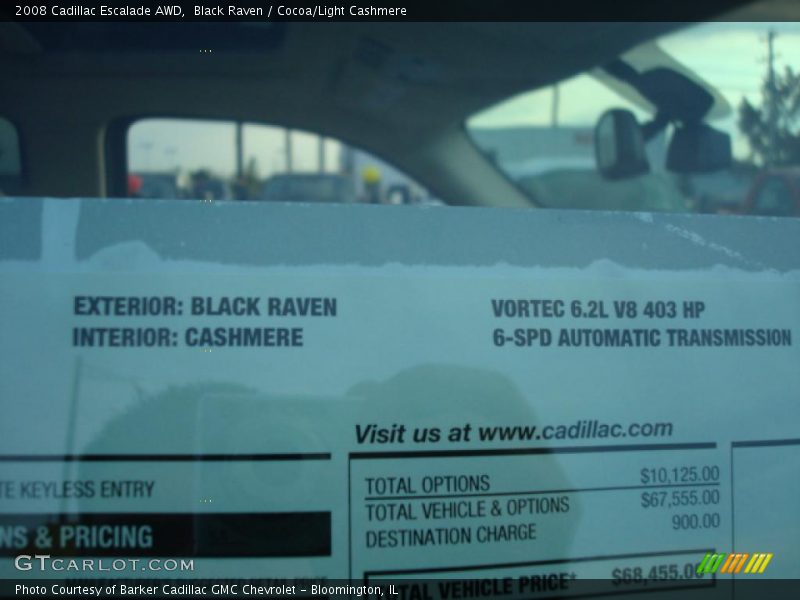 2008 Cadillac Escalade AWD,  Black Raven / Cocoa/Light Cashmere
EXTERIOR: BLACK RAVEN
INTERIOR: CASHMERE
VORTEC 6.2L V8 403 HP
6-SPD AUTOMATIC TRANSMISSION
Visit us at www.cadillac.com
TE KEYLESS ENTRY
NS & PRICING
TOTAL OPTIONS $10,125.00
TOTAL VEHICLE & OPTIONS $67,555.00
DESTINATION CHARGE 900.00
TOTAL VEHICLE PRICE* $68,455.00
GTCARLOT.COM
Photo Courtesy of Barker Cadillac GMC Chevrolet - Bloomington, IL